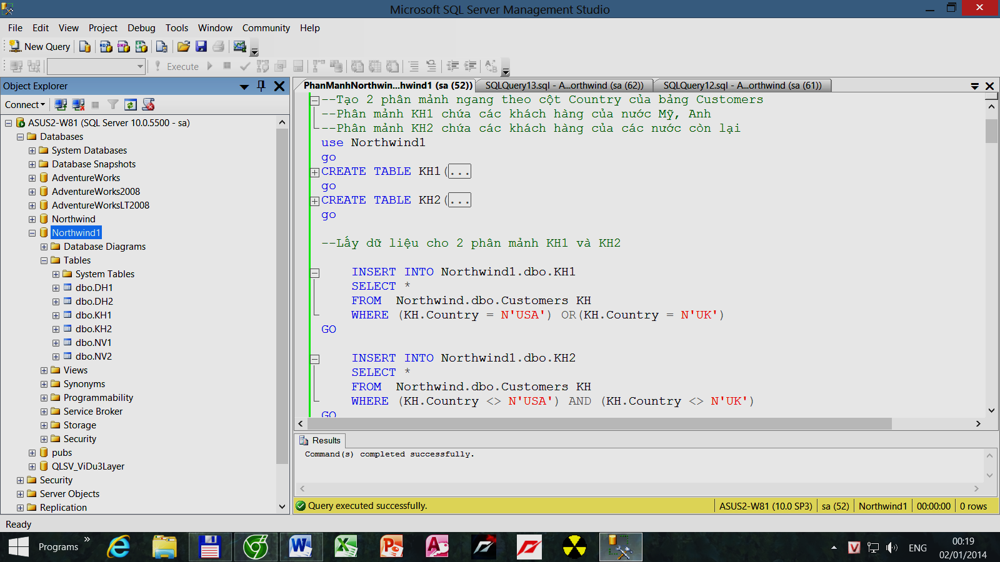 Microsoft SQL Server Management Studio
File Edit View Project Debug Tools Window Community Help
New Query
Execute
Object Explorer
Connect
ASUS2-W81 (SQL Server 10.0.5500 - sa)
Databases
System Databases
Database Snapshots
AdventureWorks
AdventureWorks2008
AdventureWorksLT2008
Northwind
Northwind1
Database Diagrams
Tables
System Tables
dbo.DH1
dbo.DH2
dbo.KH1
dbo.KH2
dbo.NV1
dbo.NV2
Views
Synonyms
Programmability
Service Broker
Storage
Security
pubs
QLSV_ViDu3Layer
Security
Server Objects
Replication
PhanManhNorthwin...hwind1 (sa (52)) SQLQuery13.sql - A...orthwind (sa (62)) SQLQuery12.sql - A...orthwind (sa (61))
--Tạo 2 phân mảnh ngang theo cột Country của bảng Customers
--Phân mảnh KH1 chứa các khách hàng của nước Mỹ, Anh
--Phân mảnh KH2 chứa các khách hàng của các nước còn lại
use Northwind1
go
CREATE TABLE KH1(...
go
CREATE TABLE KH2(...
go
--Lấy dữ liệu cho 2 phân mảnh KH1 và KH2
INSERT INTO Northwind1.dbo.KH1
SELECT *
FROM Northwind.dbo.Customers KH
WHERE (KH.Country = N'USA') OR(KH.Country = N'UK')
GO
INSERT INTO Northwind1.dbo.KH2
SELECT *
FROM Northwind.dbo.Customers KH
WHERE (KH.Country <> N'USA') AND (KH.Country <> N'UK')
GO
Results
Command(s) completed successfully.
Query executed successfully. ASUS2-W81 (10.0 SP3) sa (52) Northwind1 00:00:00 0 rows
Ready
Programs » ENG 00:19
02/01/2014